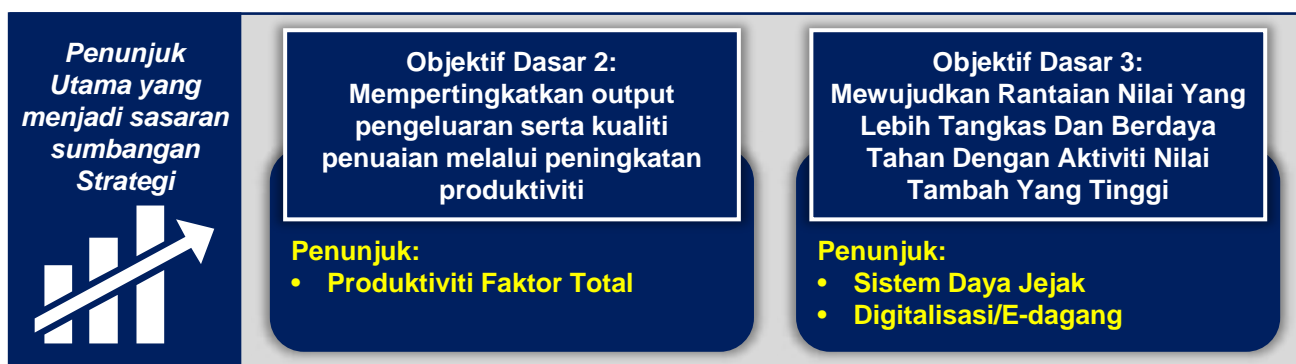 Penunjuk
Utama yang
menjadi sasaran
sumbangan
Strategi
Objektif Dasar 2:
Mempertingkatkan output
pengeluaran serta kualiti
penuaian melalui peningkatan
produktiviti
Penunjuk:
• Produktiviti Faktor Total
Objektif Dasar 3:
Mewujudkan Rantaian Nilai Yang
Lebih Tangkas Dan Berdaya
Tahan Dengan Aktiviti Nilai
Tambah Yang Tinggi
Penunjuk:
• Sistem Daya Jejak
• Digitalisasi/E-dagang